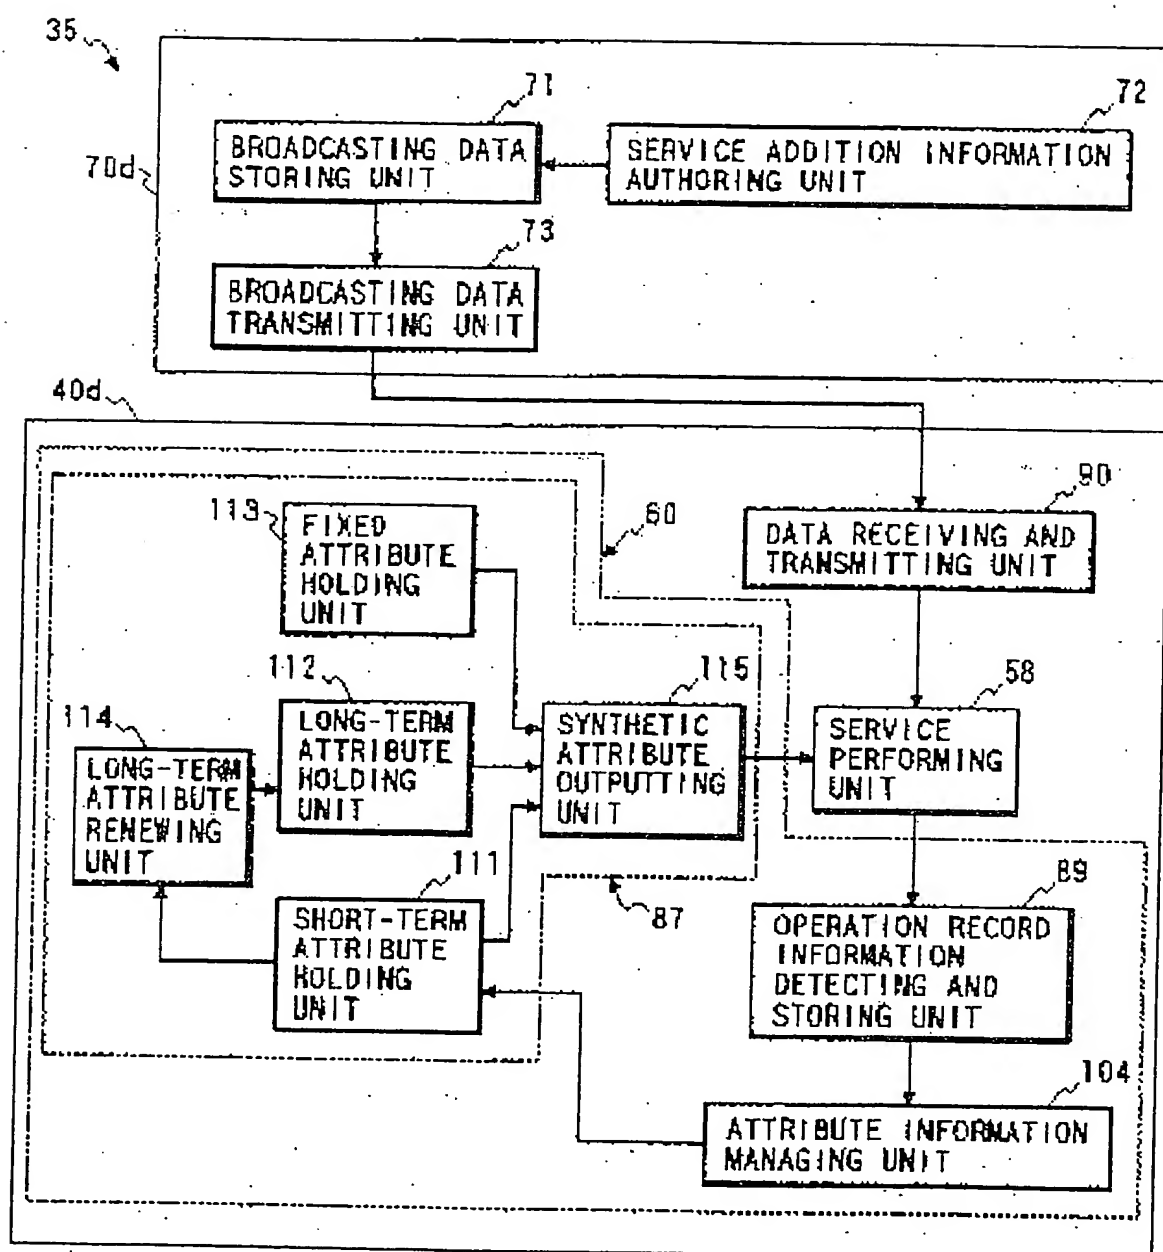 35
71
72
BROADCASTING DATA
STORING UNIT
SERVICE ADDITION INFORMATION
AUTHORING UNIT
70d
73
BROADCASTING DATA
TRANSMITTING UNIT
40d
90
113
FIXED
ATTRIBUTE
HOLDING
UNIT
60
DATA RECEIVING AND
TRANSMITTING UNIT
112
115
58
114
LONG-TERM
ATTRIBUTE
HOLDING
UNIT
SYNTHETIC
ATTRIBUTE
OUTPUTTING
UNIT
SERVICE
PERFORMING
UNIT
LONG-TERM
ATTRIBUTE
RENEWING
UNIT
111
89
87
SHORT-TERM
ATTRIBUTE
HOLDING
UNIT
OPERATION RECORD
INFORMATION
DETECTING AND
STORING UNIT
104
ATTRIBUTE INFORMATION
MANAGING UNIT